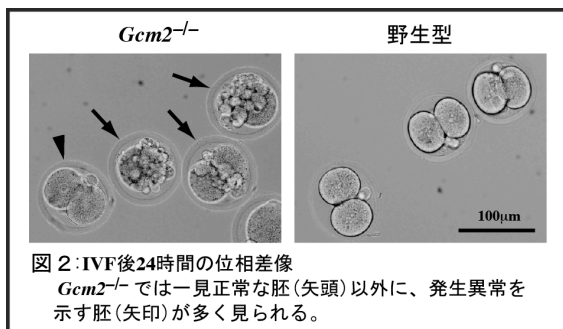 Gcm2⁻/⁻
野生型
100μm
図2:IVF後24時間の位相差像
Gcm2⁻/⁻ では一見正常な胚(矢頭)以外に、発生異常を
示す胚(矢印)が多く見られる。